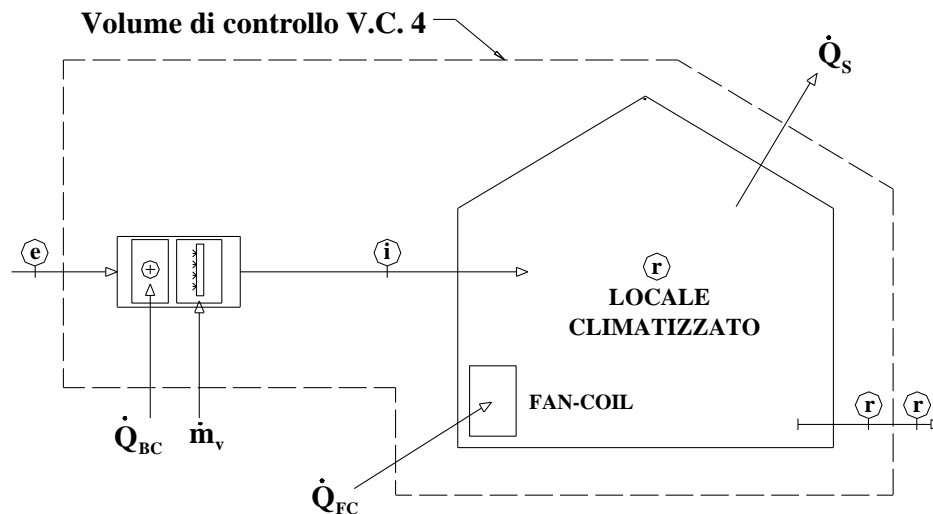 Volume di controllo V.C. 4
Q̇S
e
i
r
LOCALE
CLIMATIZZATO
+
FAN-COIL
r r
Q̇BC ṁv
Q̇FC